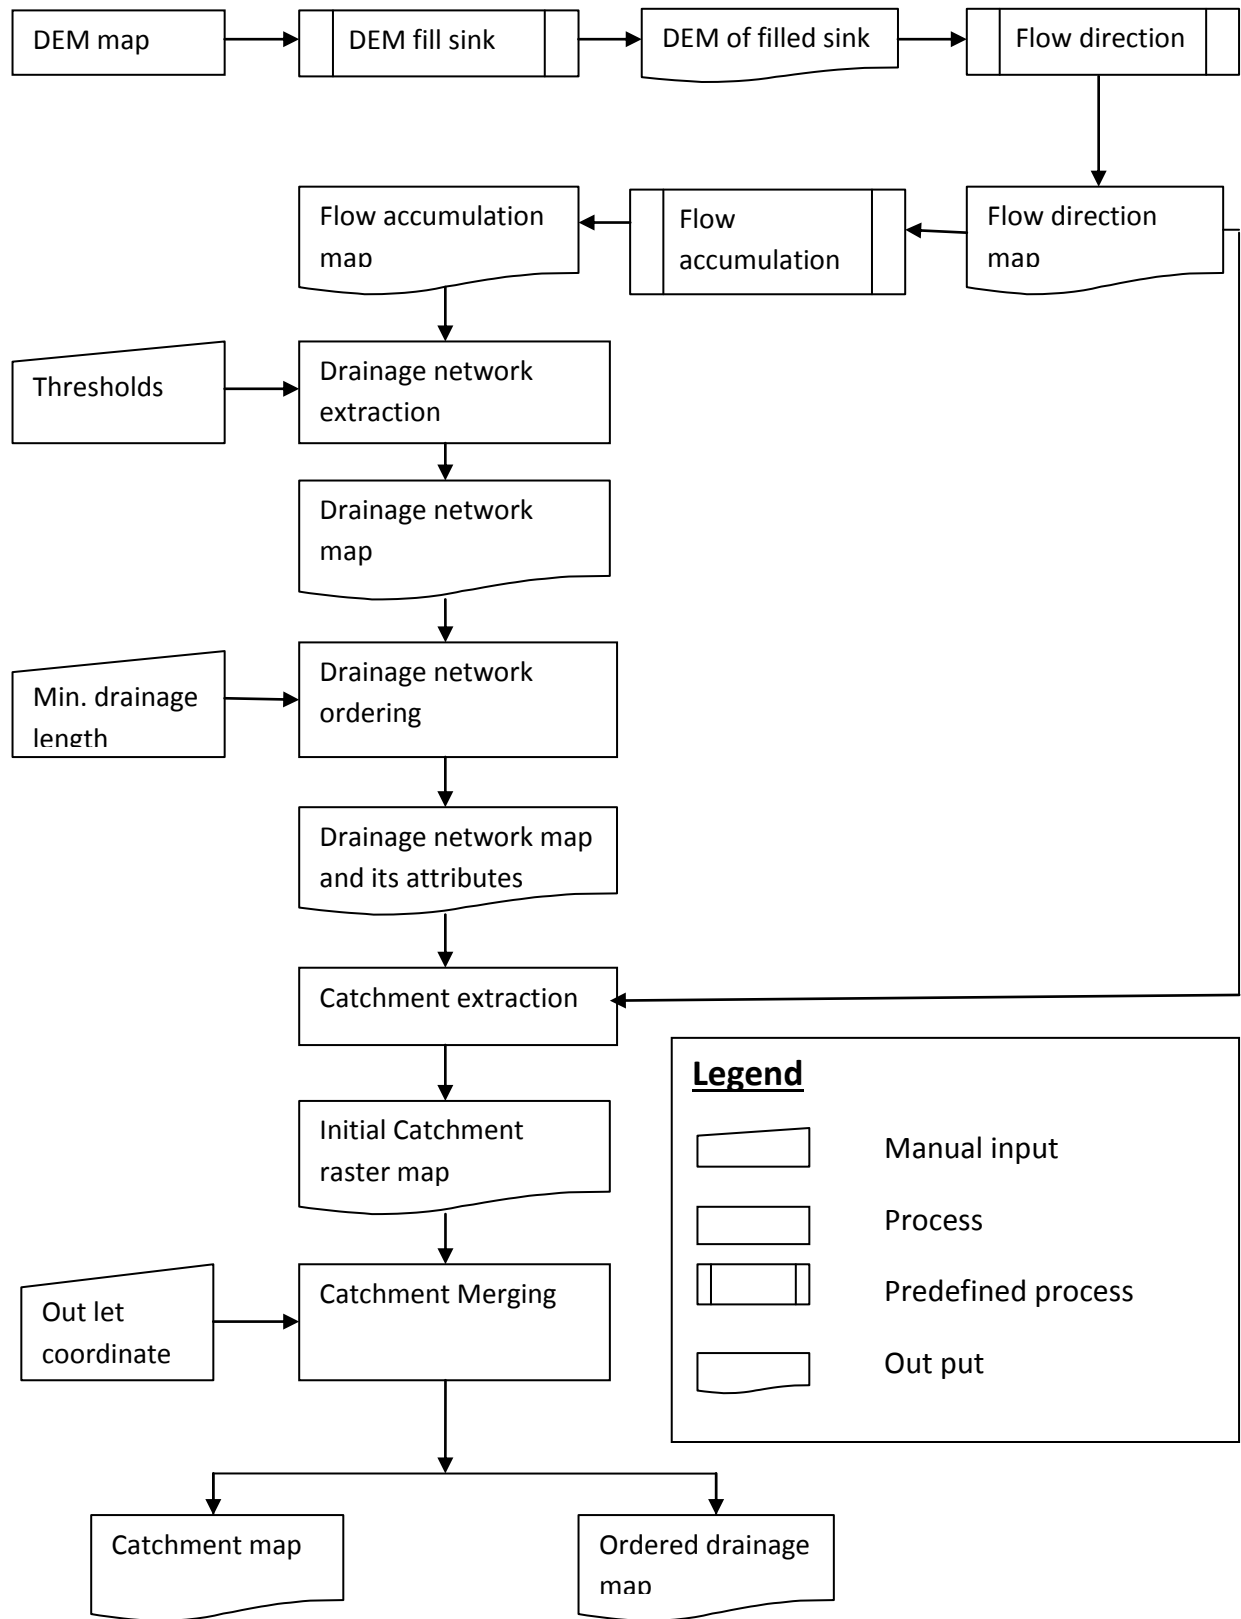 DEM map
DEM fill sink
DEM of filled sink
Flow direction
Flow accumulation
map
Flow
accumulation
Flow direction
map
Thresholds
Drainage network
extraction
Drainage network
map
Min. drainage
length
Drainage network
ordering
Drainage network map
and its attributes
Catchment extraction
Legend
Manual input
Process
Predefined process
Out put
Initial Catchment
raster map
Out let
coordinate
Catchment Merging
Catchment map
Ordered drainage
map